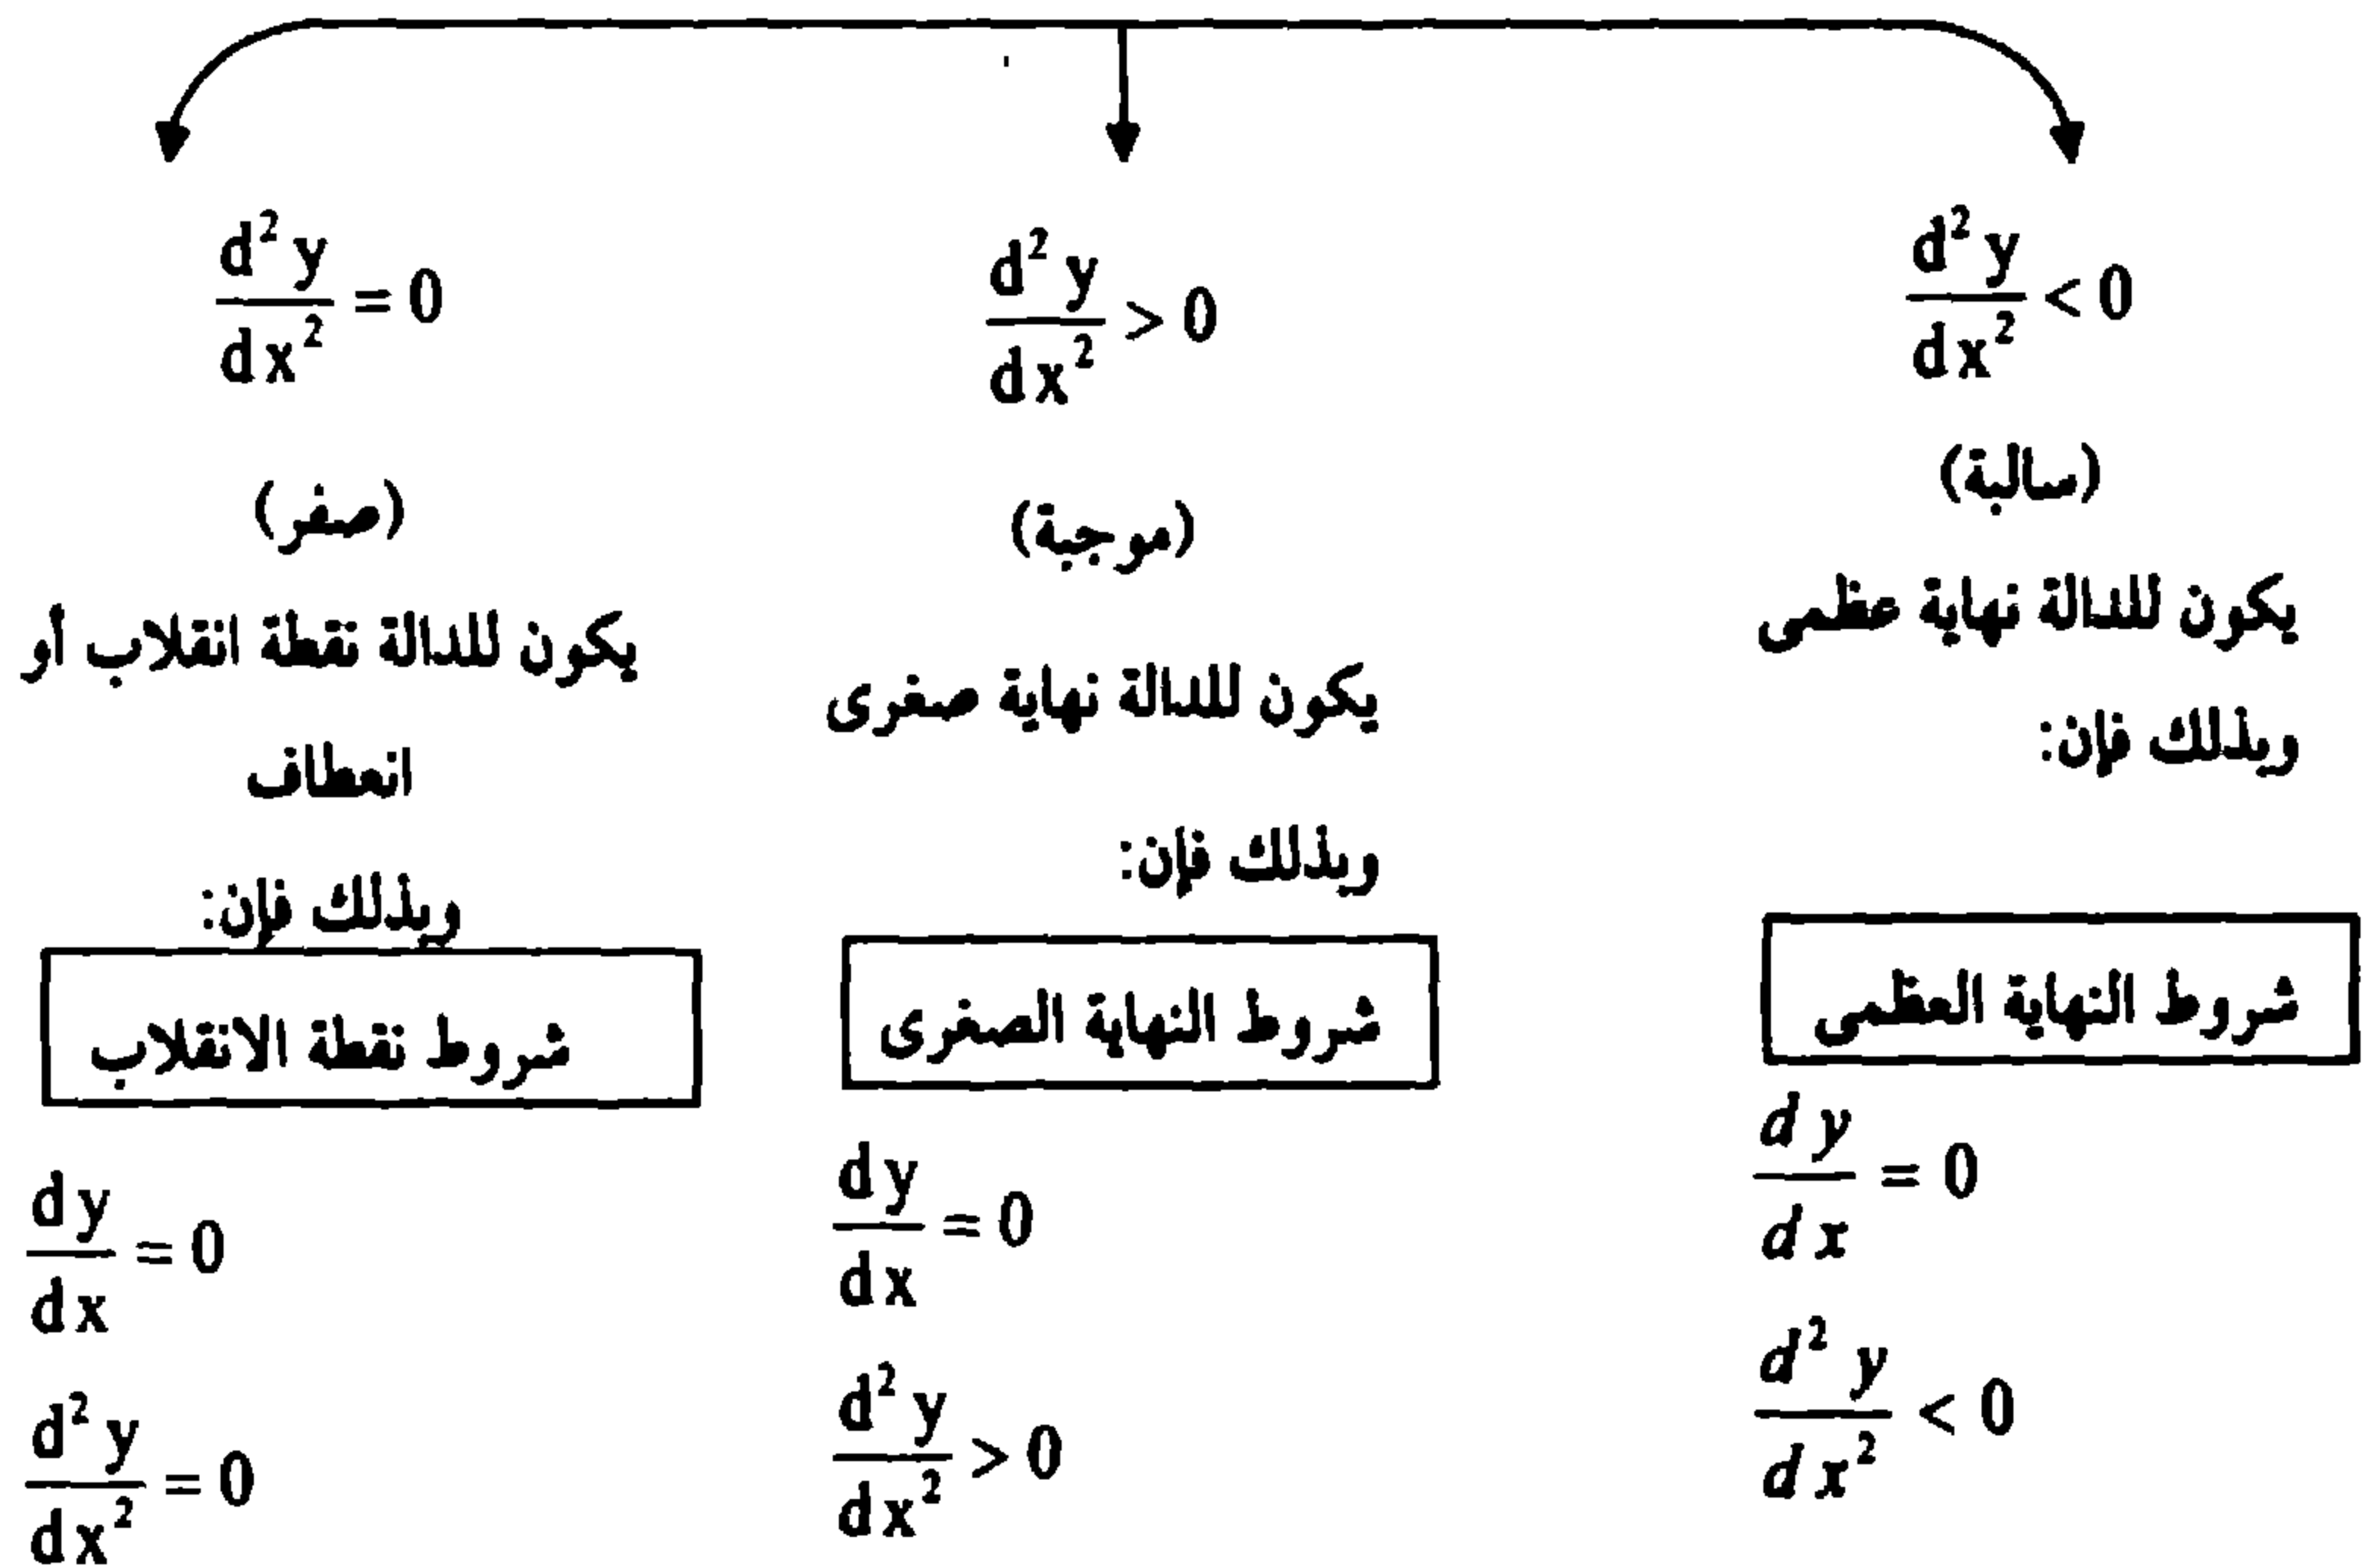 d²y/dx² < 0
(سالبة)
يكون للدالة نهاية عظمى
وبذلك فإن:
شروط النهاية العظمى
dy/dx = 0
d²y/dx² < 0
d²y/dx² > 0
(موجبة)
يكون للدالة نهاية صغرى
وبذلك فإن:
شروط النهاية الصغرى
dy/dx = 0
d²y/dx² > 0
d²y/dx² = 0
(صفر)
يكون للدالة نقطة انقلاب أو
انعطاف
وبذلك فإن:
شروط نقطة الانقلاب
dy/dx = 0
d²y/dx² = 0